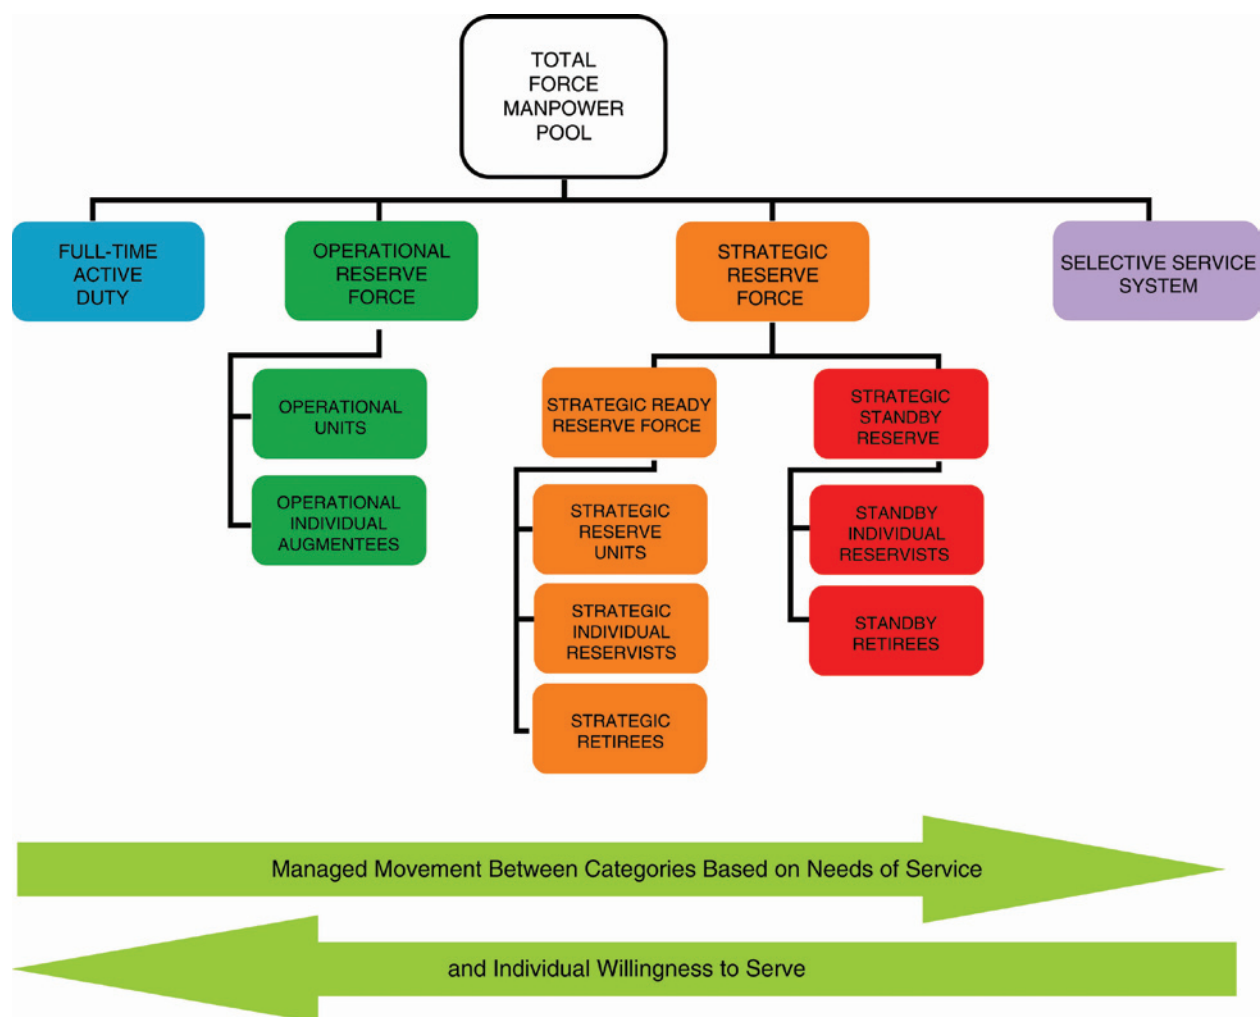 TOTAL
FORCE
MANPOWER
POOL
FULL-TIME
ACTIVE
DUTY
OPERATIONAL
RESERVE
FORCE
STRATEGIC
RESERVE
FORCE
SELECTIVE SERVICE
SYSTEM
OPERATIONAL
UNITS
OPERATIONAL
INDIVIDUAL
AUGMENTEES
STRATEGIC READY
RESERVE FORCE
STRATEGIC
RESERVE
UNITS
STRATEGIC
INDIVIDUAL
RESERVISTS
STRATEGIC
RETIREES
STRATEGIC
STANDBY
RESERVE
STANDBY
INDIVIDUAL
RESERVISTS
STANDBY
RETIREES
Managed Movement Between Categories Based on Needs of Service
and Individual Willingness to Serve